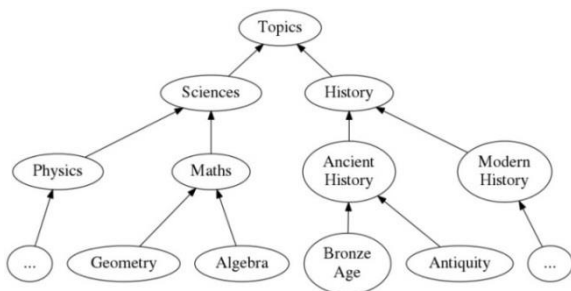 Topics
Sciences
History
Physics
Maths
Ancient
History
Modern
History
...
Geometry
Algebra
Bronze
Age
Antiquity
...